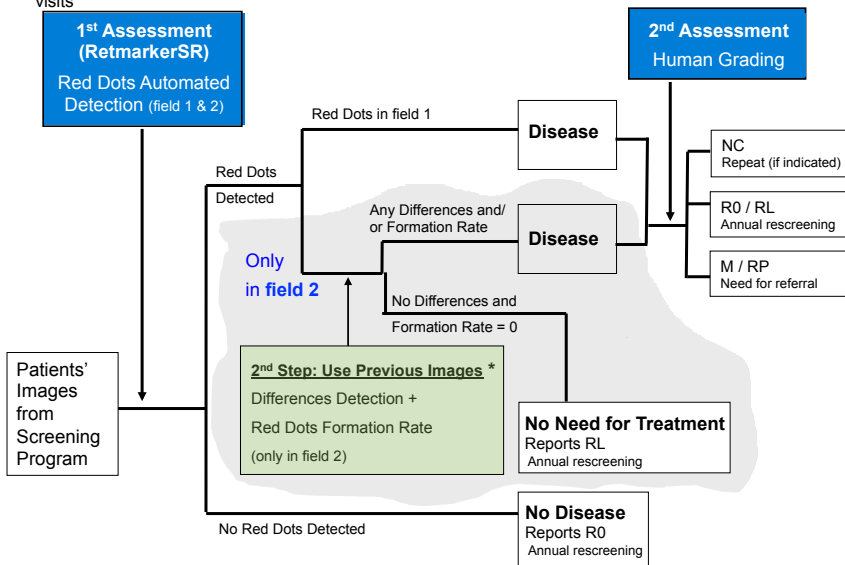 visits
1st Assessment
(RetmarkerSR)
Red Dots Automated
Detection (field 1 & 2)
2nd Assessment
Human Grading
Red Dots in field 1
Disease
NC
Repeat (if indicated)
Red Dots
Detected
R0 / RL
Annual rescreening
Any Differences and/
or Formation Rate
Disease
M / RP
Need for referral
Only
in field 2
No Differences and
Formation Rate = 0
Patients'
Images
from
Screening
Program
2nd Step: Use Previous Images *
Differences Detection +
Red Dots Formation Rate
(only in field 2)
No Need for Treatment
Reports RL
Annual rescreening
No Red Dots Detected
No Disease
Reports R0
Annual rescreening